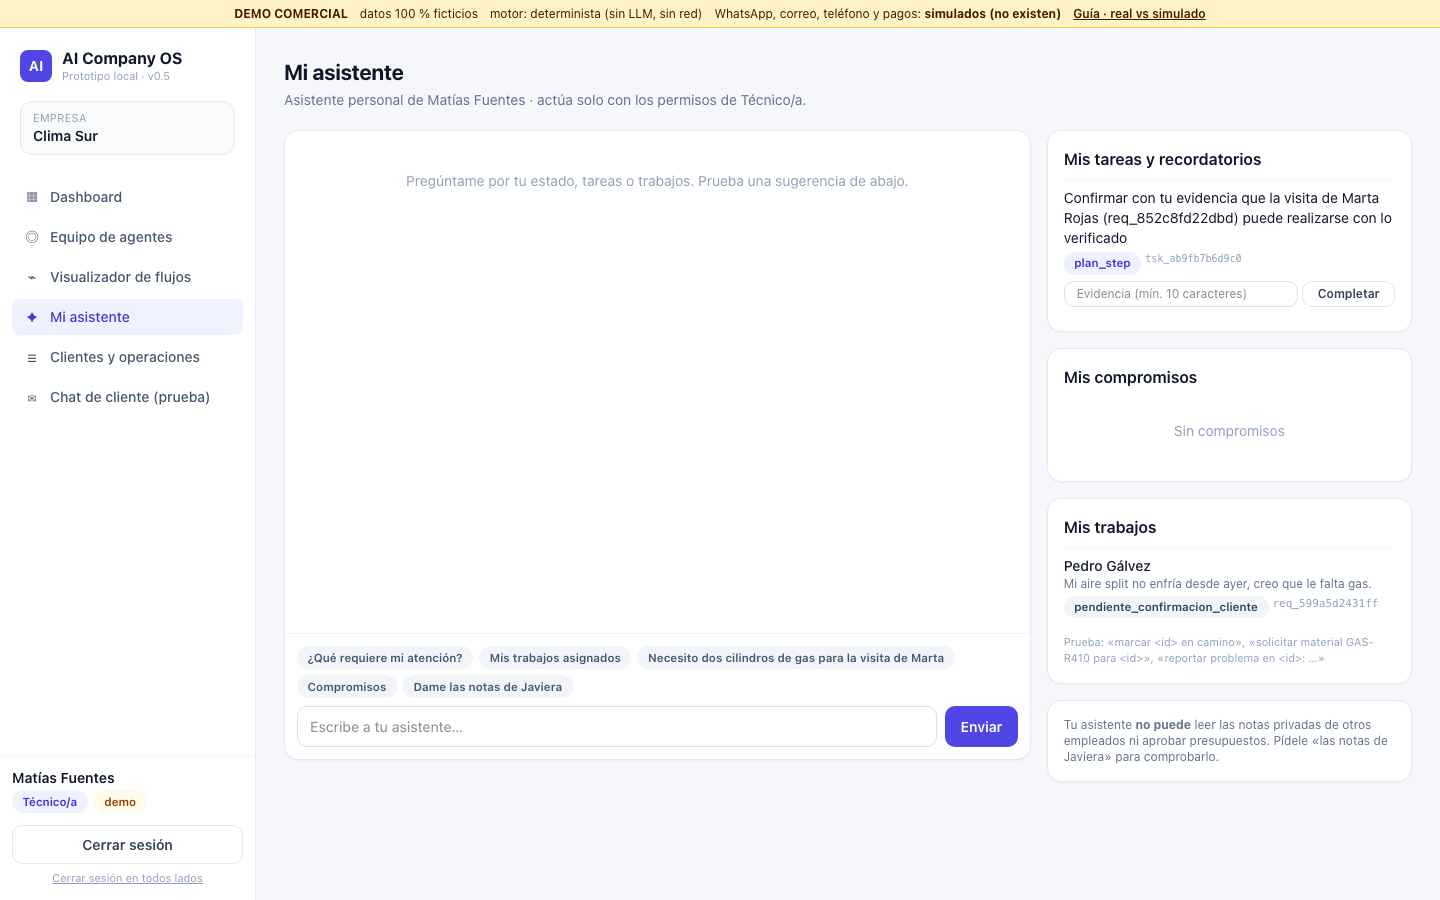 DEMO COMERCIAL datos 100 % ficticios motor: determinista (sin LLM, sin red) WhatsApp, correo, teléfono y pagos: simulados (no existen) Guía · real vs simulado
AI
AI Company OS
Prototipo local · v0.5
EMPRESA
Clima Sur
Dashboard
Equipo de agentes
Visualizador de flujos
Mi asistente
Clientes y operaciones
Chat de cliente (prueba)
Matías Fuentes
Técnico/a demo
Cerrar sesión
Cerrar sesión en todos lados
Mi asistente
Asistente personal de Matías Fuentes · actúa solo con los permisos de Técnico/a.
Pregúntame por tu estado, tareas o trabajos. Prueba una sugerencia de abajo.
¿Qué requiere mi atención? Mis trabajos asignados Necesito dos cilindros de gas para la visita de Marta
Compromisos Dame las notas de Javiera
Escribe a tu asistente...
Enviar
Mis tareas y recordatorios
Confirmar con tu evidencia que la visita de Marta
Rojas (req_852c8fd22dbd) puede realizarse con lo
verificado
plan_step tsk_ab9fb7b6d9c0
Evidencia (mín. 10 caracteres) Completar
Mis compromisos
Sin compromisos
Mis trabajos
Pedro Gálvez
Mi aire split no enfría desde ayer, creo que le falta gas.
pendiente_confirmacion_cliente req_599a5d2431ff
Prueba: «marcar <id> en camino», «solicitar material GAS-
R410 para <id>», «reportar problema en <id>: ...»
Tu asistente no puede leer las notas privadas de otros
empleados ni aprobar presupuestos. Pídele «las notas de
Javiera» para comprobarlo.